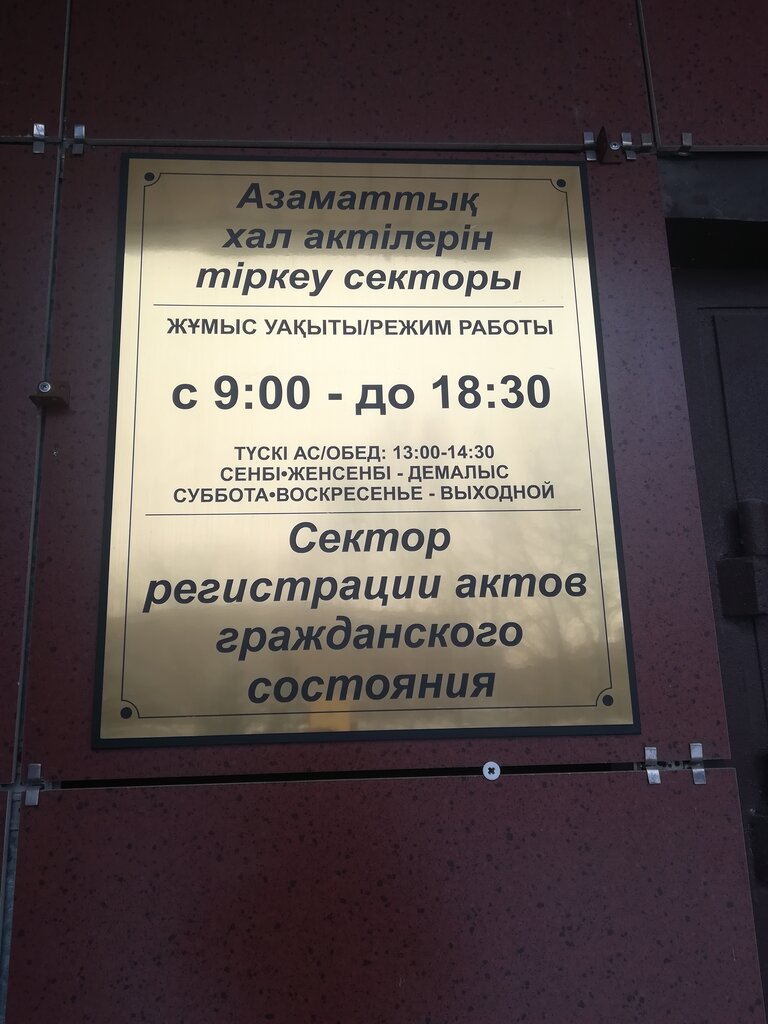 Азаматтық
хал актілерін
тіркеу секторы
ЖҰМЫС УАҚЫТЫ/РЕЖИМ РАБОТЫ
с 9:00 - до 18:30
ТҮСКІ АС/ОБЕД: 13:00-14:30
СЕНБІ•ЖЕНСЕНБІ - ДЕМАЛЫС
СУББОТА•ВОСКРЕСЕНЬЕ - ВЫХОДНОЙ
Сектор
регистрации актов
гражданского
состояния